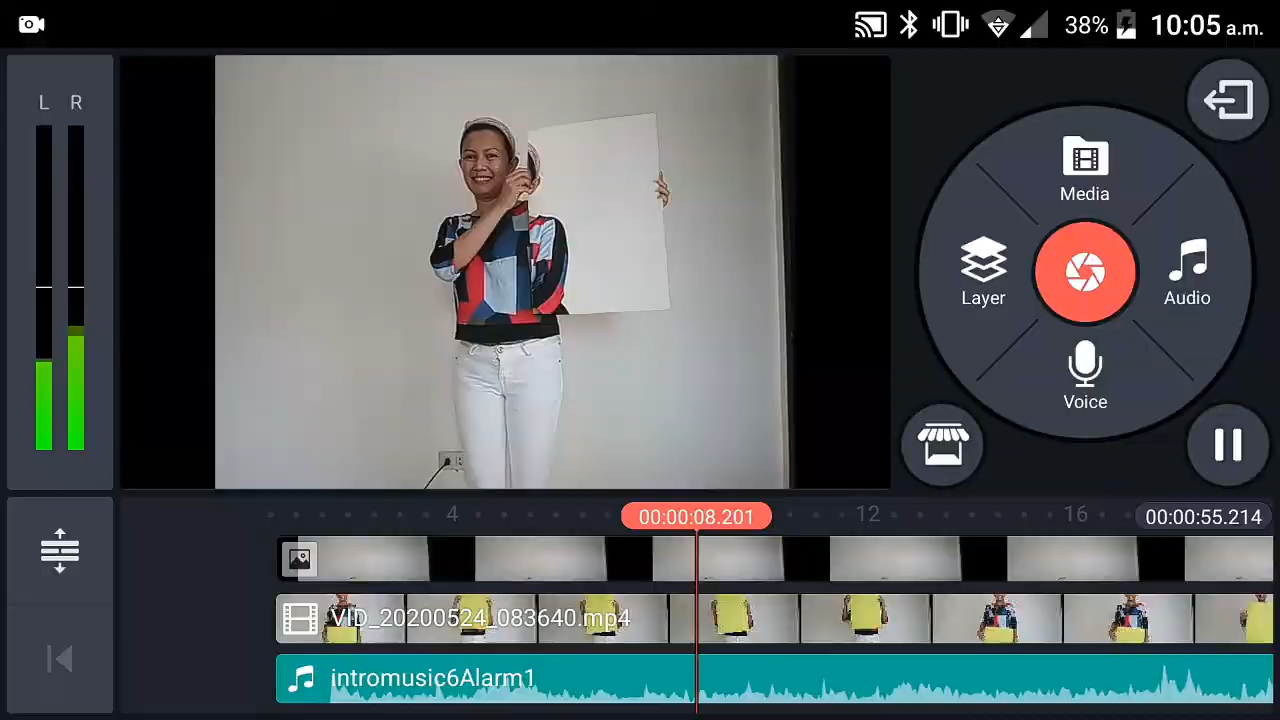 38% 10:05 a.m.
L R
Media
Layer
Audio
Voice
4
00:00:08.201
12
16
00:00:55.214
VID_20200524_083640.mp4
intromusic6Alarm1